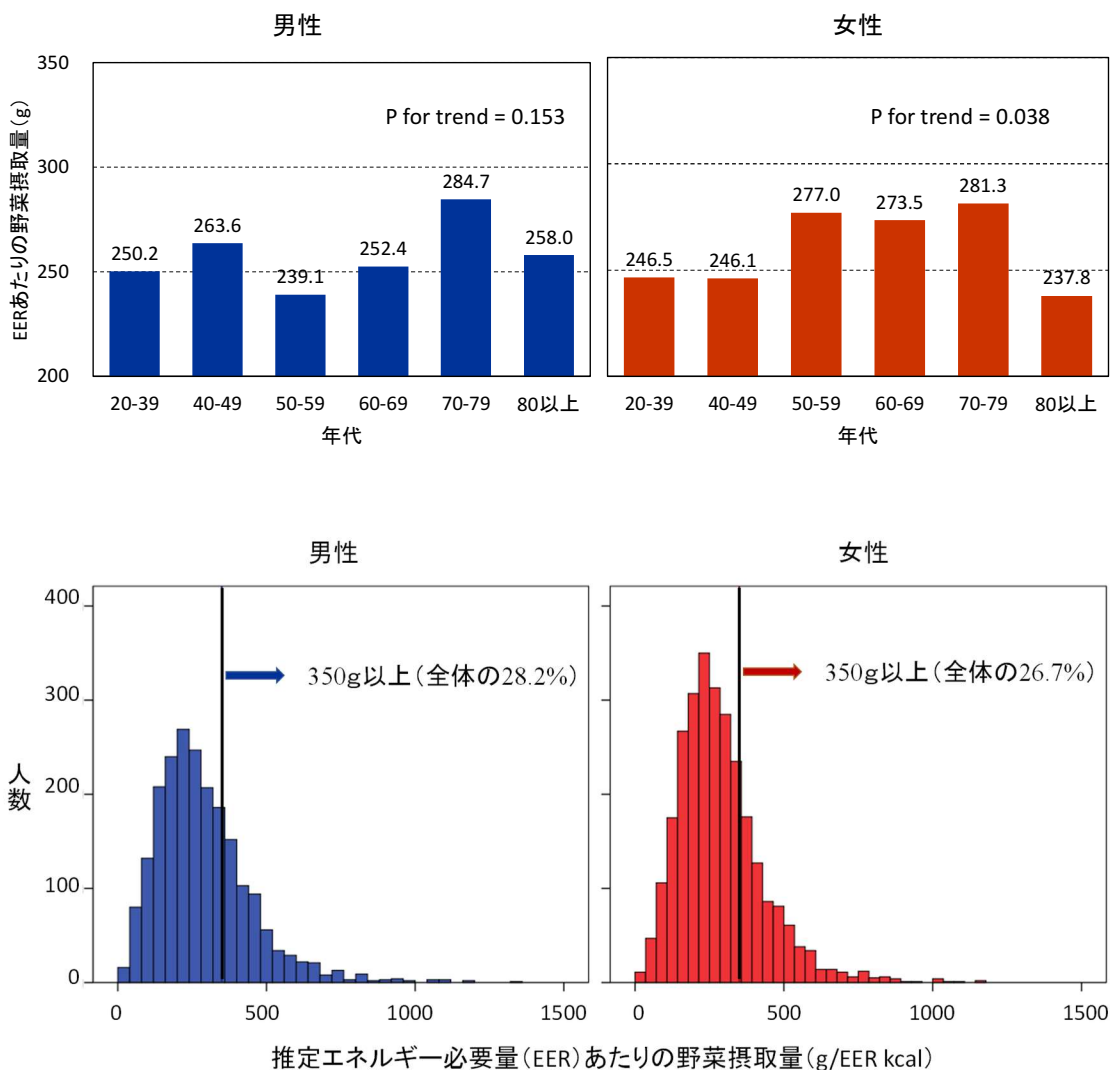 男性
女性
EERあたりの野菜摂取量(g)
350
300
250
200
P for trend = 0.153
250.2
263.6
239.1
252.4
284.7
258.0
20-39
40-49
50-59
60-69
70-79
80以上
年代
P for trend = 0.038
246.5
246.1
277.0
273.5
281.3
237.8
20-39
40-49
50-59
60-69
70-79
80以上
年代
男性
女性
人数
400
300
200
100
0
350g以上(全体の28.2%)
0
500
1000
1500
350g以上(全体の26.7%)
0
500
1000
1500
推定エネルギー必要量(EER)あたりの野菜摂取量(g/EER kcal)